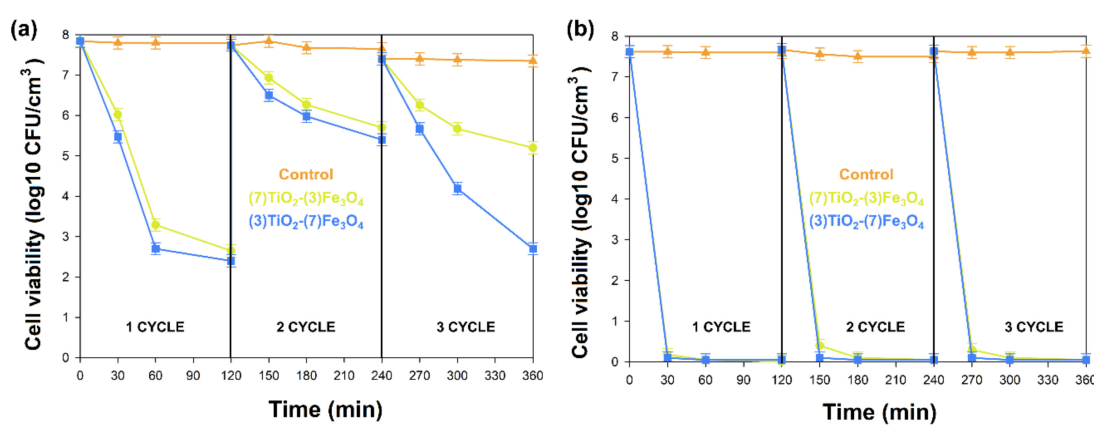 (a)
Cell viability (log10 CFU/cm³)
8
7
6
5
4
3
2
1
0
Control
(7)TiO₂-(3)Fe₃O₄
(3)TiO₂-(7)Fe₃O₄
1 CYCLE 2 CYCLE 3 CYCLE
0 30 60 90 120 150 180 210 240 270 300 330 360
Time (min)
(b)
Cell viability (log10 CFU/cm³)
8
7
6
5
4
3
2
1
0
Control
(7)TiO₂-(3)Fe₃O₄
(3)TiO₂-(7)Fe₃O₄
1 CYCLE 2 CYCLE 3 CYCLE
0 30 60 90 120 150 180 210 240 270 300 330 360
Time (min)